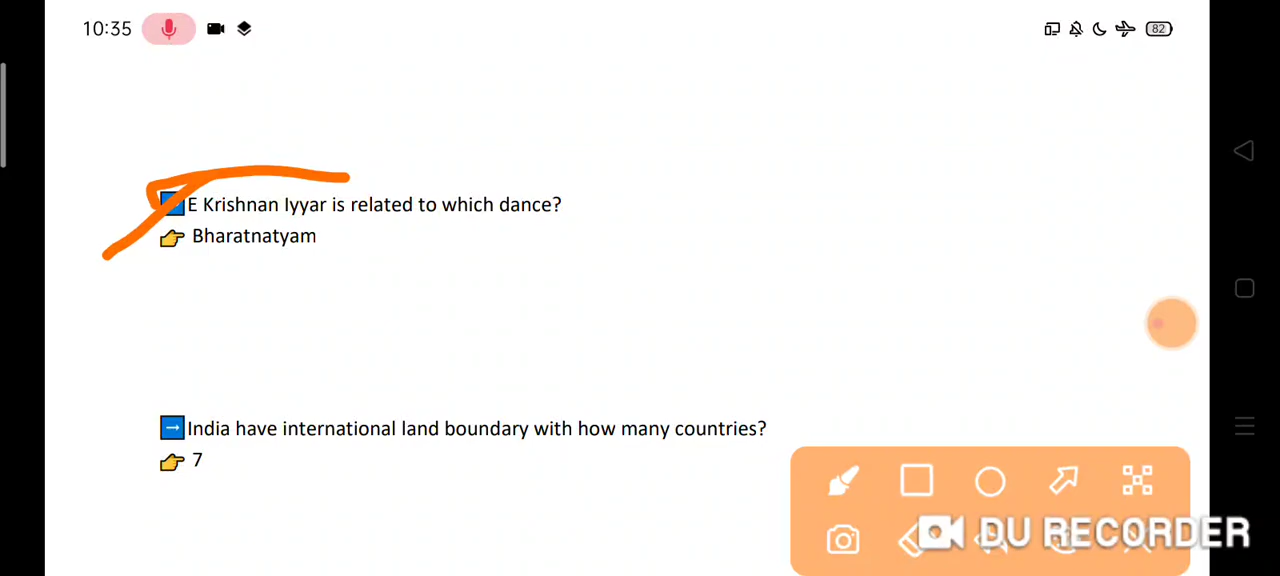 10:35
82
E Krishnan Iyyar is related to which dance?
Bharatnatyam
India have international land boundary with how many countries?
7
DU RECORDER